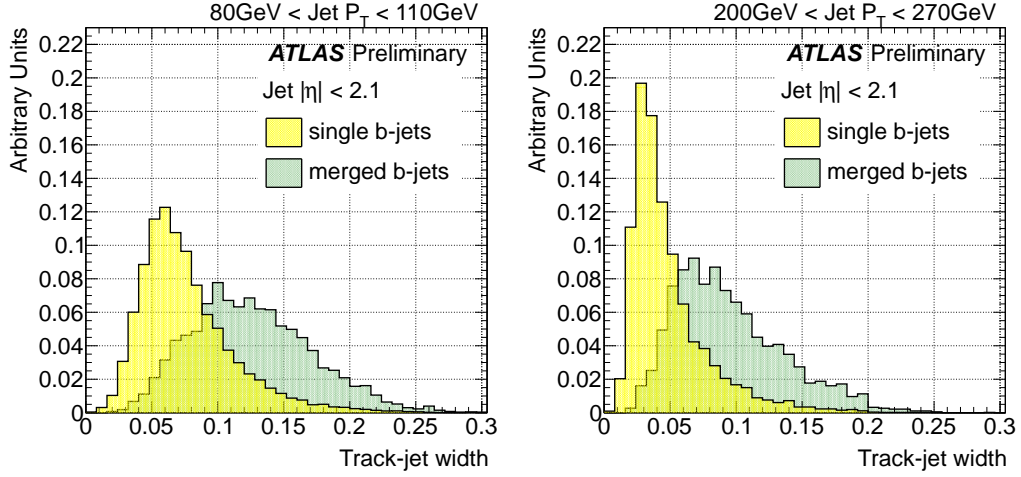 80GeV < Jet P_T < 110GeV
Arbitrary Units
0.22
0.2
0.18
0.16
0.14
0.12
0.1
0.08
0.06
0.04
0.02
0
ATLAS Preliminary
Jet |η| < 2.1
single b-jets
merged b-jets
0 0.05 0.1 0.15 0.2 0.25 0.3
Track-jet width
200GeV < Jet P_T < 270GeV
Arbitrary Units
0.22
0.2
0.18
0.16
0.14
0.12
0.1
0.08
0.06
0.04
0.02
0
ATLAS Preliminary
Jet |η| < 2.1
single b-jets
merged b-jets
0 0.05 0.1 0.15 0.2 0.25 0.3
Track-jet width